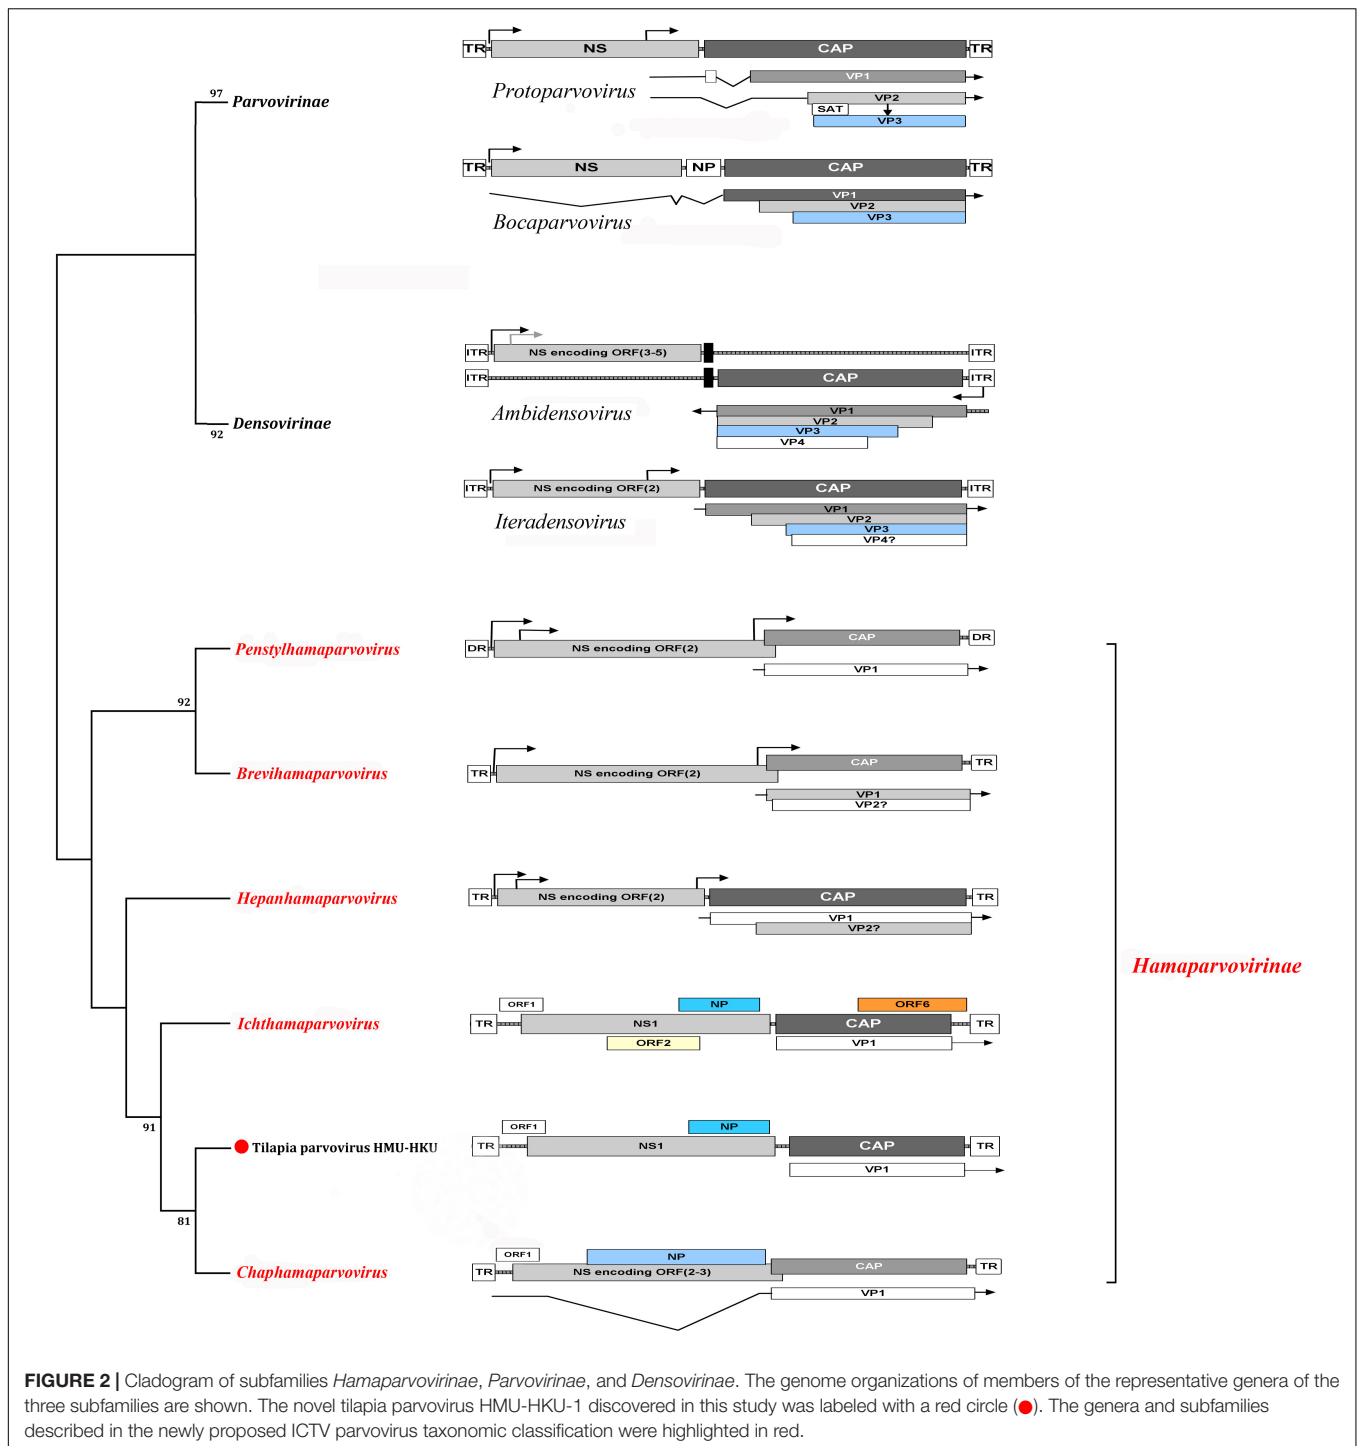 TR NS CAP TR
VP1
Protoparvovirus
VP2
SAT
VP3
97
Parvovirinae
TR NS NP CAP TR
VP1
VP2
VP3
Bocaparvovirus
ITR NS encoding ORF(3-5) ITR
ITR CAP ITR
Ambidensovirus
VP1
VP2
VP3
VP4
Densovirinae
92
ITR NS encoding ORF(2) CAP ITR
VP1
Iteradensovirus
VP2
VP3
VP4?
Penstylhamaparvovirus
DR NS encoding ORF(2) CAP DR
VP1
92
Brevihamaparvovirus
TR NS encoding ORF(2) CAP TR
VP1
VP2?
Hepanhamaparvovirus
TR NS encoding ORF(2) CAP TR
VP1
VP2?
Hamaparvovirinae
ORF1 NP ORF6
Ichthamaparvovirus
TR NS1 CAP TR
ORF2 VP1
91
ORF1 NP
Tilapia parvovirus HMU-HKU
TR NS1 CAP TR
VP1
81
ORF1 NP
Chaphamaparvovirus
TR NS encoding ORF(2-3) CAP TR
VP1
FIGURE 2 | Cladogram of subfamilies Hamaparvovirinae, Parvovirinae, and Densovirinae. The genome organizations of members of the representative genera of the
three subfamilies are shown. The novel tilapia parvovirus HMU-HKU-1 discovered in this study was labeled with a red circle (●). The genera and subfamilies
described in the newly proposed ICTV parvovirus taxonomic classification were highlighted in red.